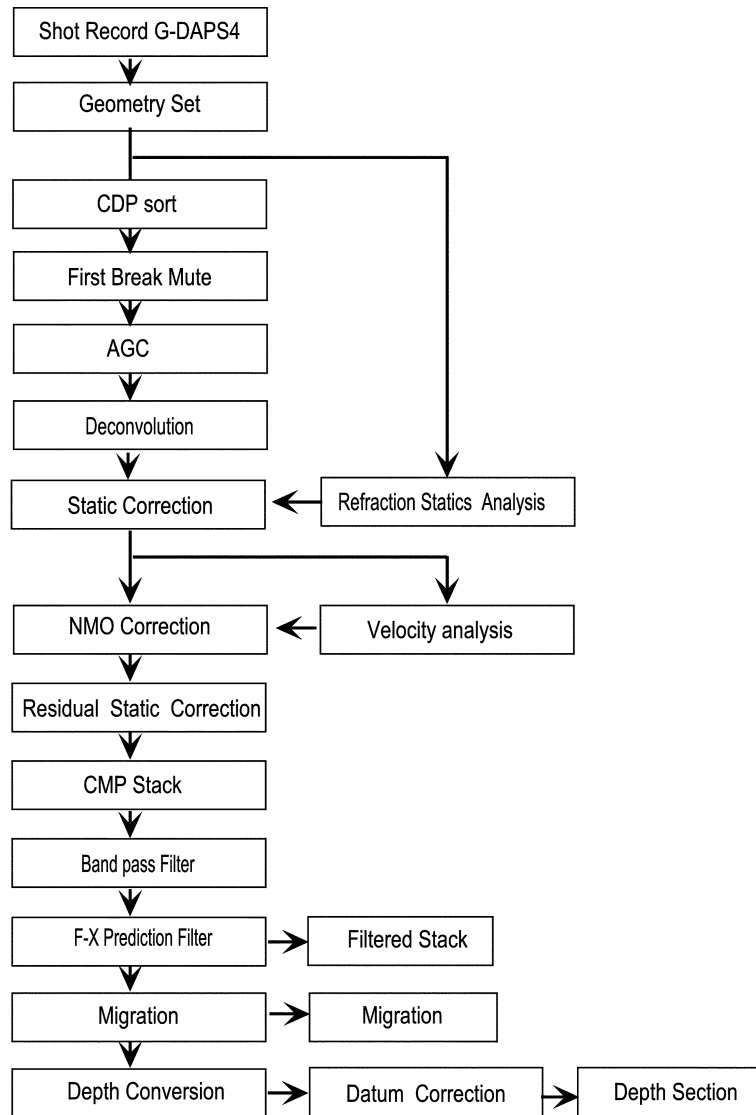 Shot Record G-DAPS4
Geometry Set
CDP sort
First Break Mute
AGC
Deconvolution
Static Correction
Refraction Statics Analysis
NMO Correction
Velocity analysis
Residual Static Correction
CMP Stack
Band pass Filter
F-X Prediction Filter
Filtered Stack
Migration
Migration
Depth Conversion
Datum Correction
Depth Section